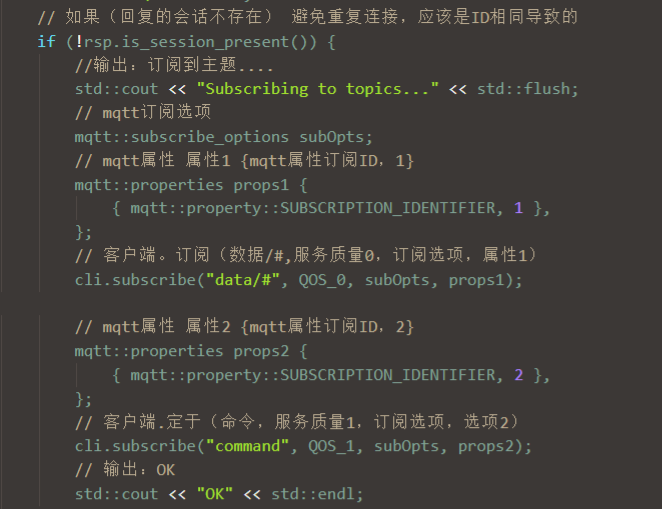 // 如果（回复的会话不存在） 避免重复连接，应该是ID相同导致的
if (!rsp.is_session_present()) {
//输出：订阅到主题....
std::cout << "Subscribing to topics..." << std::flush;
// mqtt订阅选项
mqtt::subscribe_options subOpts;
// mqtt属性 属性1 {mqtt属性订阅ID，1}
mqtt::properties props1 {
{ mqtt::property::SUBSCRIPTION_IDENTIFIER, 1 },
};
// 客户端。订阅（数据/#,服务质量0，订阅选项，属性1）
cli.subscribe("data/#", QOS_0, subOpts, props1);
// mqtt属性 属性2 {mqtt属性订阅ID，2}
mqtt::properties props2 {
{ mqtt::property::SUBSCRIPTION_IDENTIFIER, 2 },
};
// 客户端.定于（命令，服务质量1，订阅选项，选项2）
cli.subscribe("command", QOS_1, subOpts, props2);
// 输出：OK
std::cout << "OK" << std::endl;